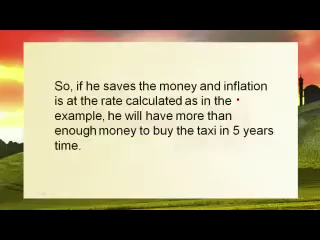 So, if he saves the money and inflation
is at the rate calculated as in the
example, he will have more than
enough money to buy the taxi in 5 years
time.